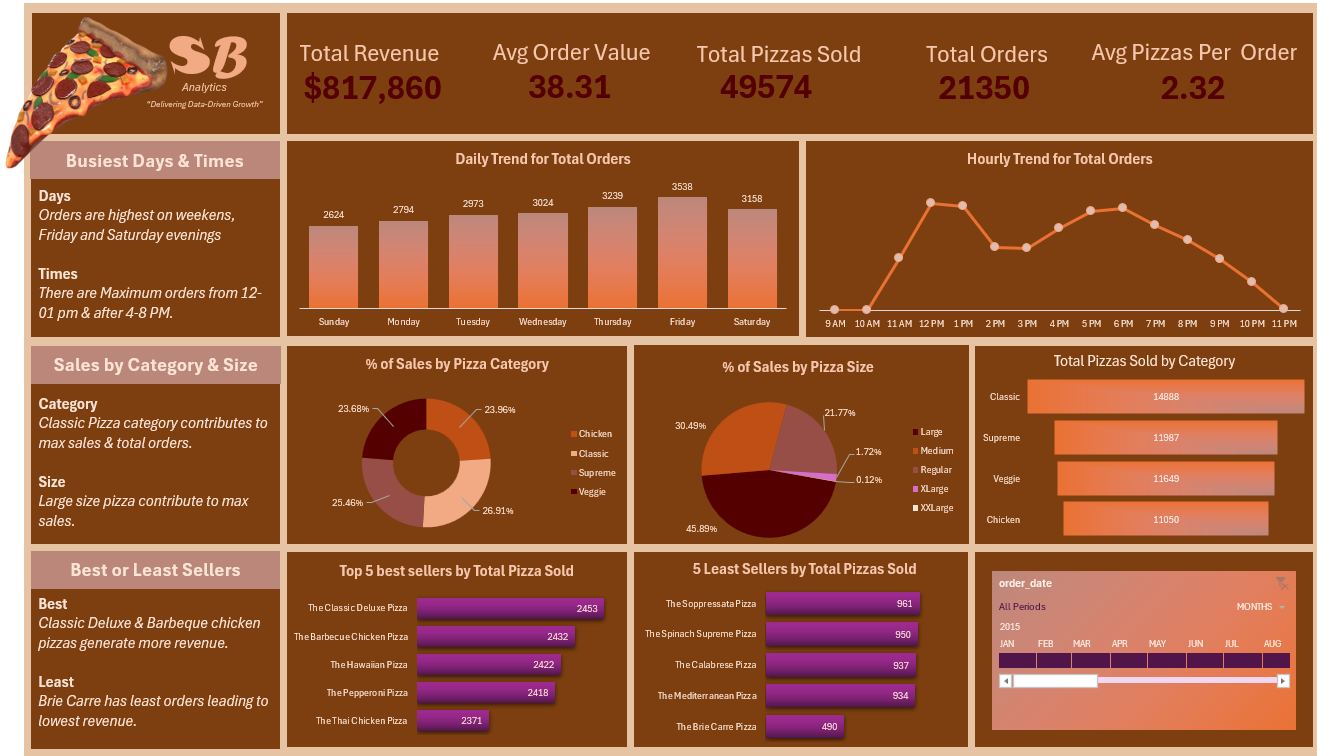 SB
Analytics
"Delivering Data-Driven Growth"
Total Revenue
$817,860
Avg Order Value
38.31
Total Pizzas Sold
49574
Total Orders
21350
Avg Pizzas Per Order
2.32
Busiest Days & Times
Days
Orders are highest on weekends,
Friday and Saturday evenings
Times
There are Maximum orders from 12-
01 pm & after 4-8 PM.
Daily Trend for Total Orders
2624
2794
2973
3024
3239
3538
3158
Sunday
Monday
Tuesday
Wednesday
Thursday
Friday
Saturday
Hourly Trend for Total Orders
9 AM
10 AM
11 AM
12 PM
1 PM
2 PM
3 PM
4 PM
5 PM
6 PM
7 PM
8 PM
9 PM
10 PM
11 PM
Sales by Category & Size
Category
Classic Pizza category contributes to
max sales & total orders.
Size
Large size pizza contribute to max
sales.
% of Sales by Pizza Category
23.68%
23.96%
25.46%
26.91%
Chicken
Classic
Supreme
Veggie
% of Sales by Pizza Size
30.49%
21.77%
1.72%
0.12%
45.89%
Large
Medium
Regular
XLarge
XXLarge
Total Pizzas Sold by Category
Classic 14888
Supreme 11987
Veggie 11649
Chicken 11050
Best or Least Sellers
Best
Classic Deluxe & Barbeque chicken
pizzas generate more revenue.
Least
Brie Carre has least orders leading to
lowest revenue.
Top 5 best sellers by Total Pizza Sold
The Classic Deluxe Pizza 2453
The Barbecue Chicken Pizza 2432
The Hawaiian Pizza 2422
The Pepperoni Pizza 2418
The Thai Chicken Pizza 2371
5 Least Sellers by Total Pizzas Sold
The Soppressata Pizza 961
The Spinach Supreme Pizza 950
The Calabrese Pizza 937
The Mediterranean Pizza 934
The Brie Carre Pizza 490
order_date
All Periods MONTHS
2015
JAN FEB MAR APR MAY JUN JUL AUG